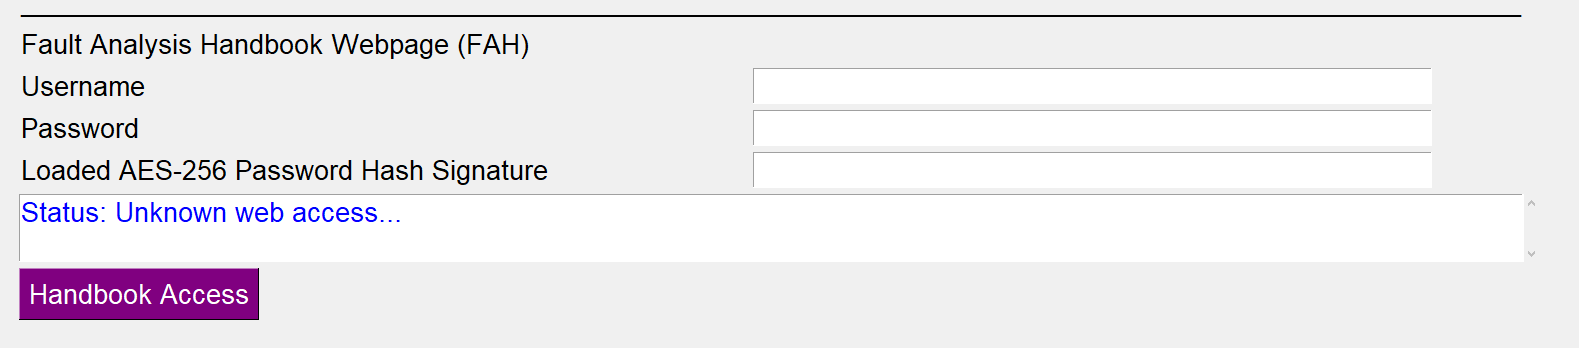 Fault Analysis Handbook Webpage (FAH)
Username
Password
Loaded AES-256 Password Hash Signature
Status: Unknown web access...
Handbook Access